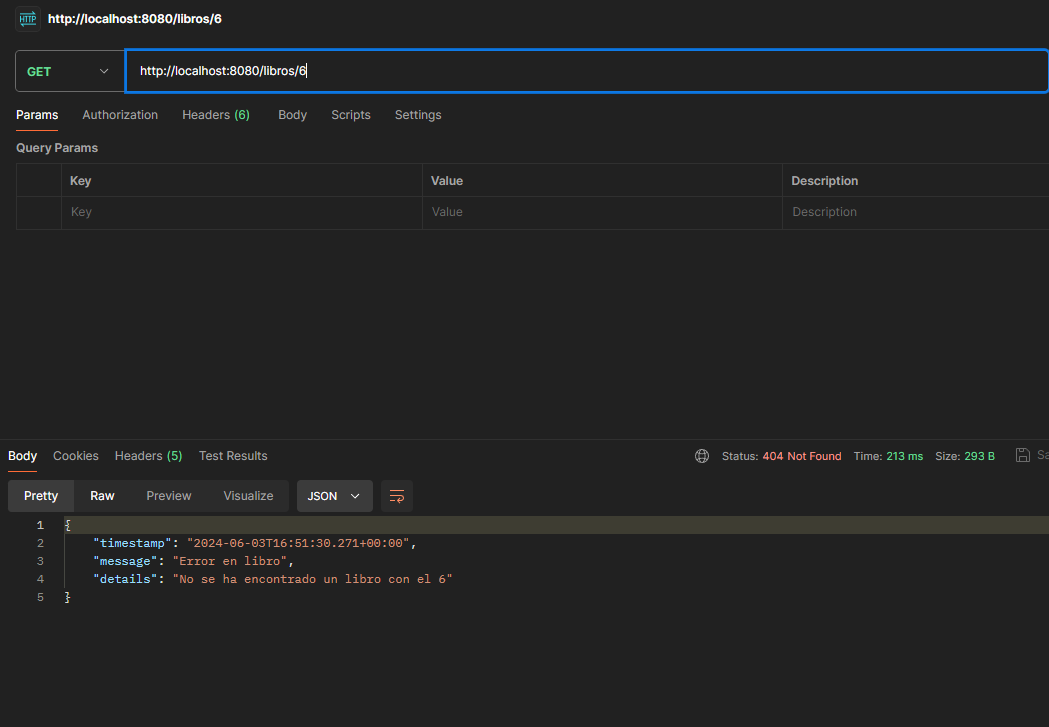 HTTP http://localhost:8080/libros/6
GET http://localhost:8080/libros/6
Params Authorization Headers (6) Body Scripts Settings
Query Params
Key Value Description
Key Value Description
Body Cookies Headers (5) Test Results Status: 404 Not Found Time: 213 ms Size: 293 B Sa
Pretty Raw Preview Visualize JSON
1 {
2 "timestamp": "2024-06-03T16:51:30.271+00:00",
3 "message": "Error en libro",
4 "details": "No se ha encontrado un libro con el 6"
5 }